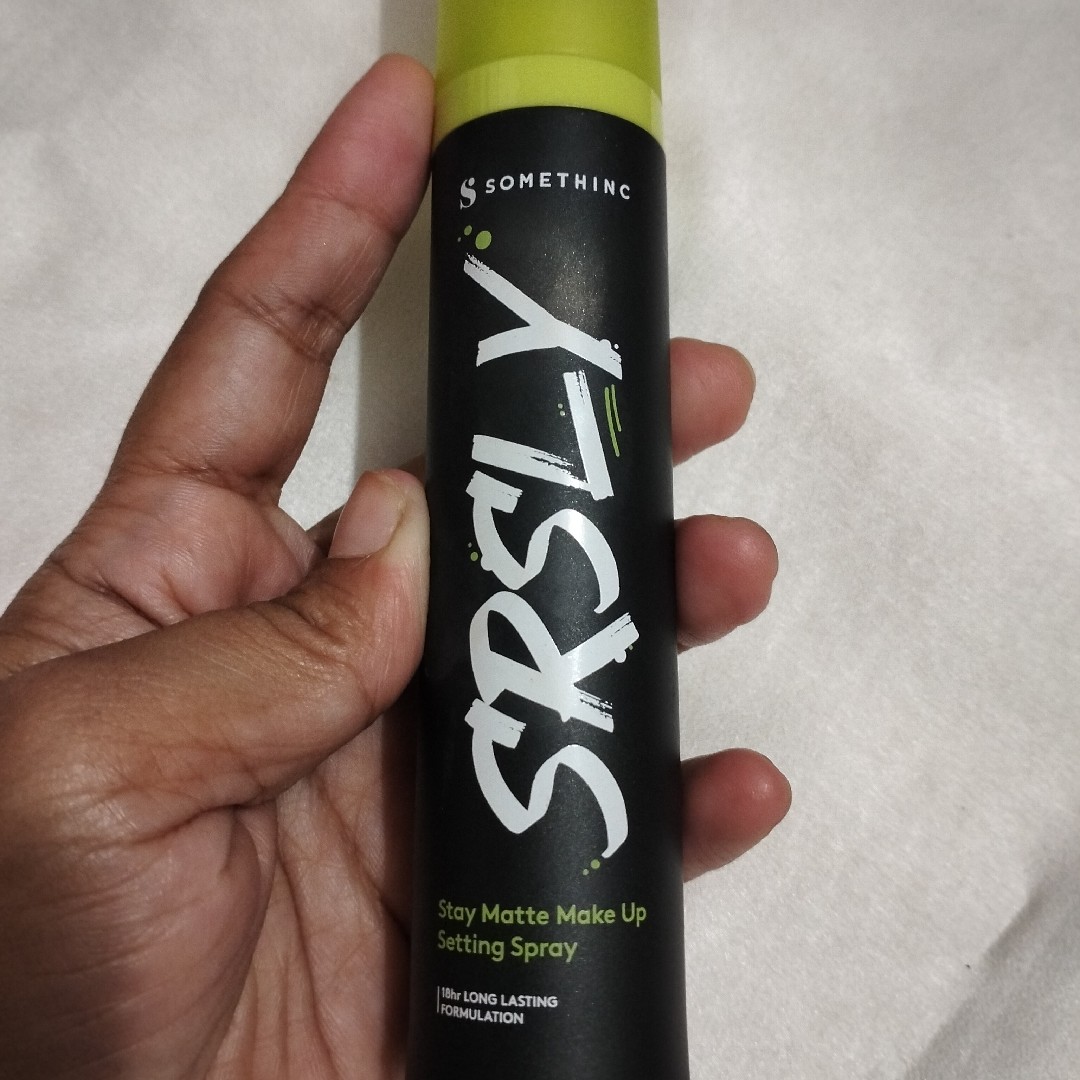 S SOMETHINC
SRSLY
Stay Matte Make Up
Setting Spray
18hr LONG LASTING
FORMULATION